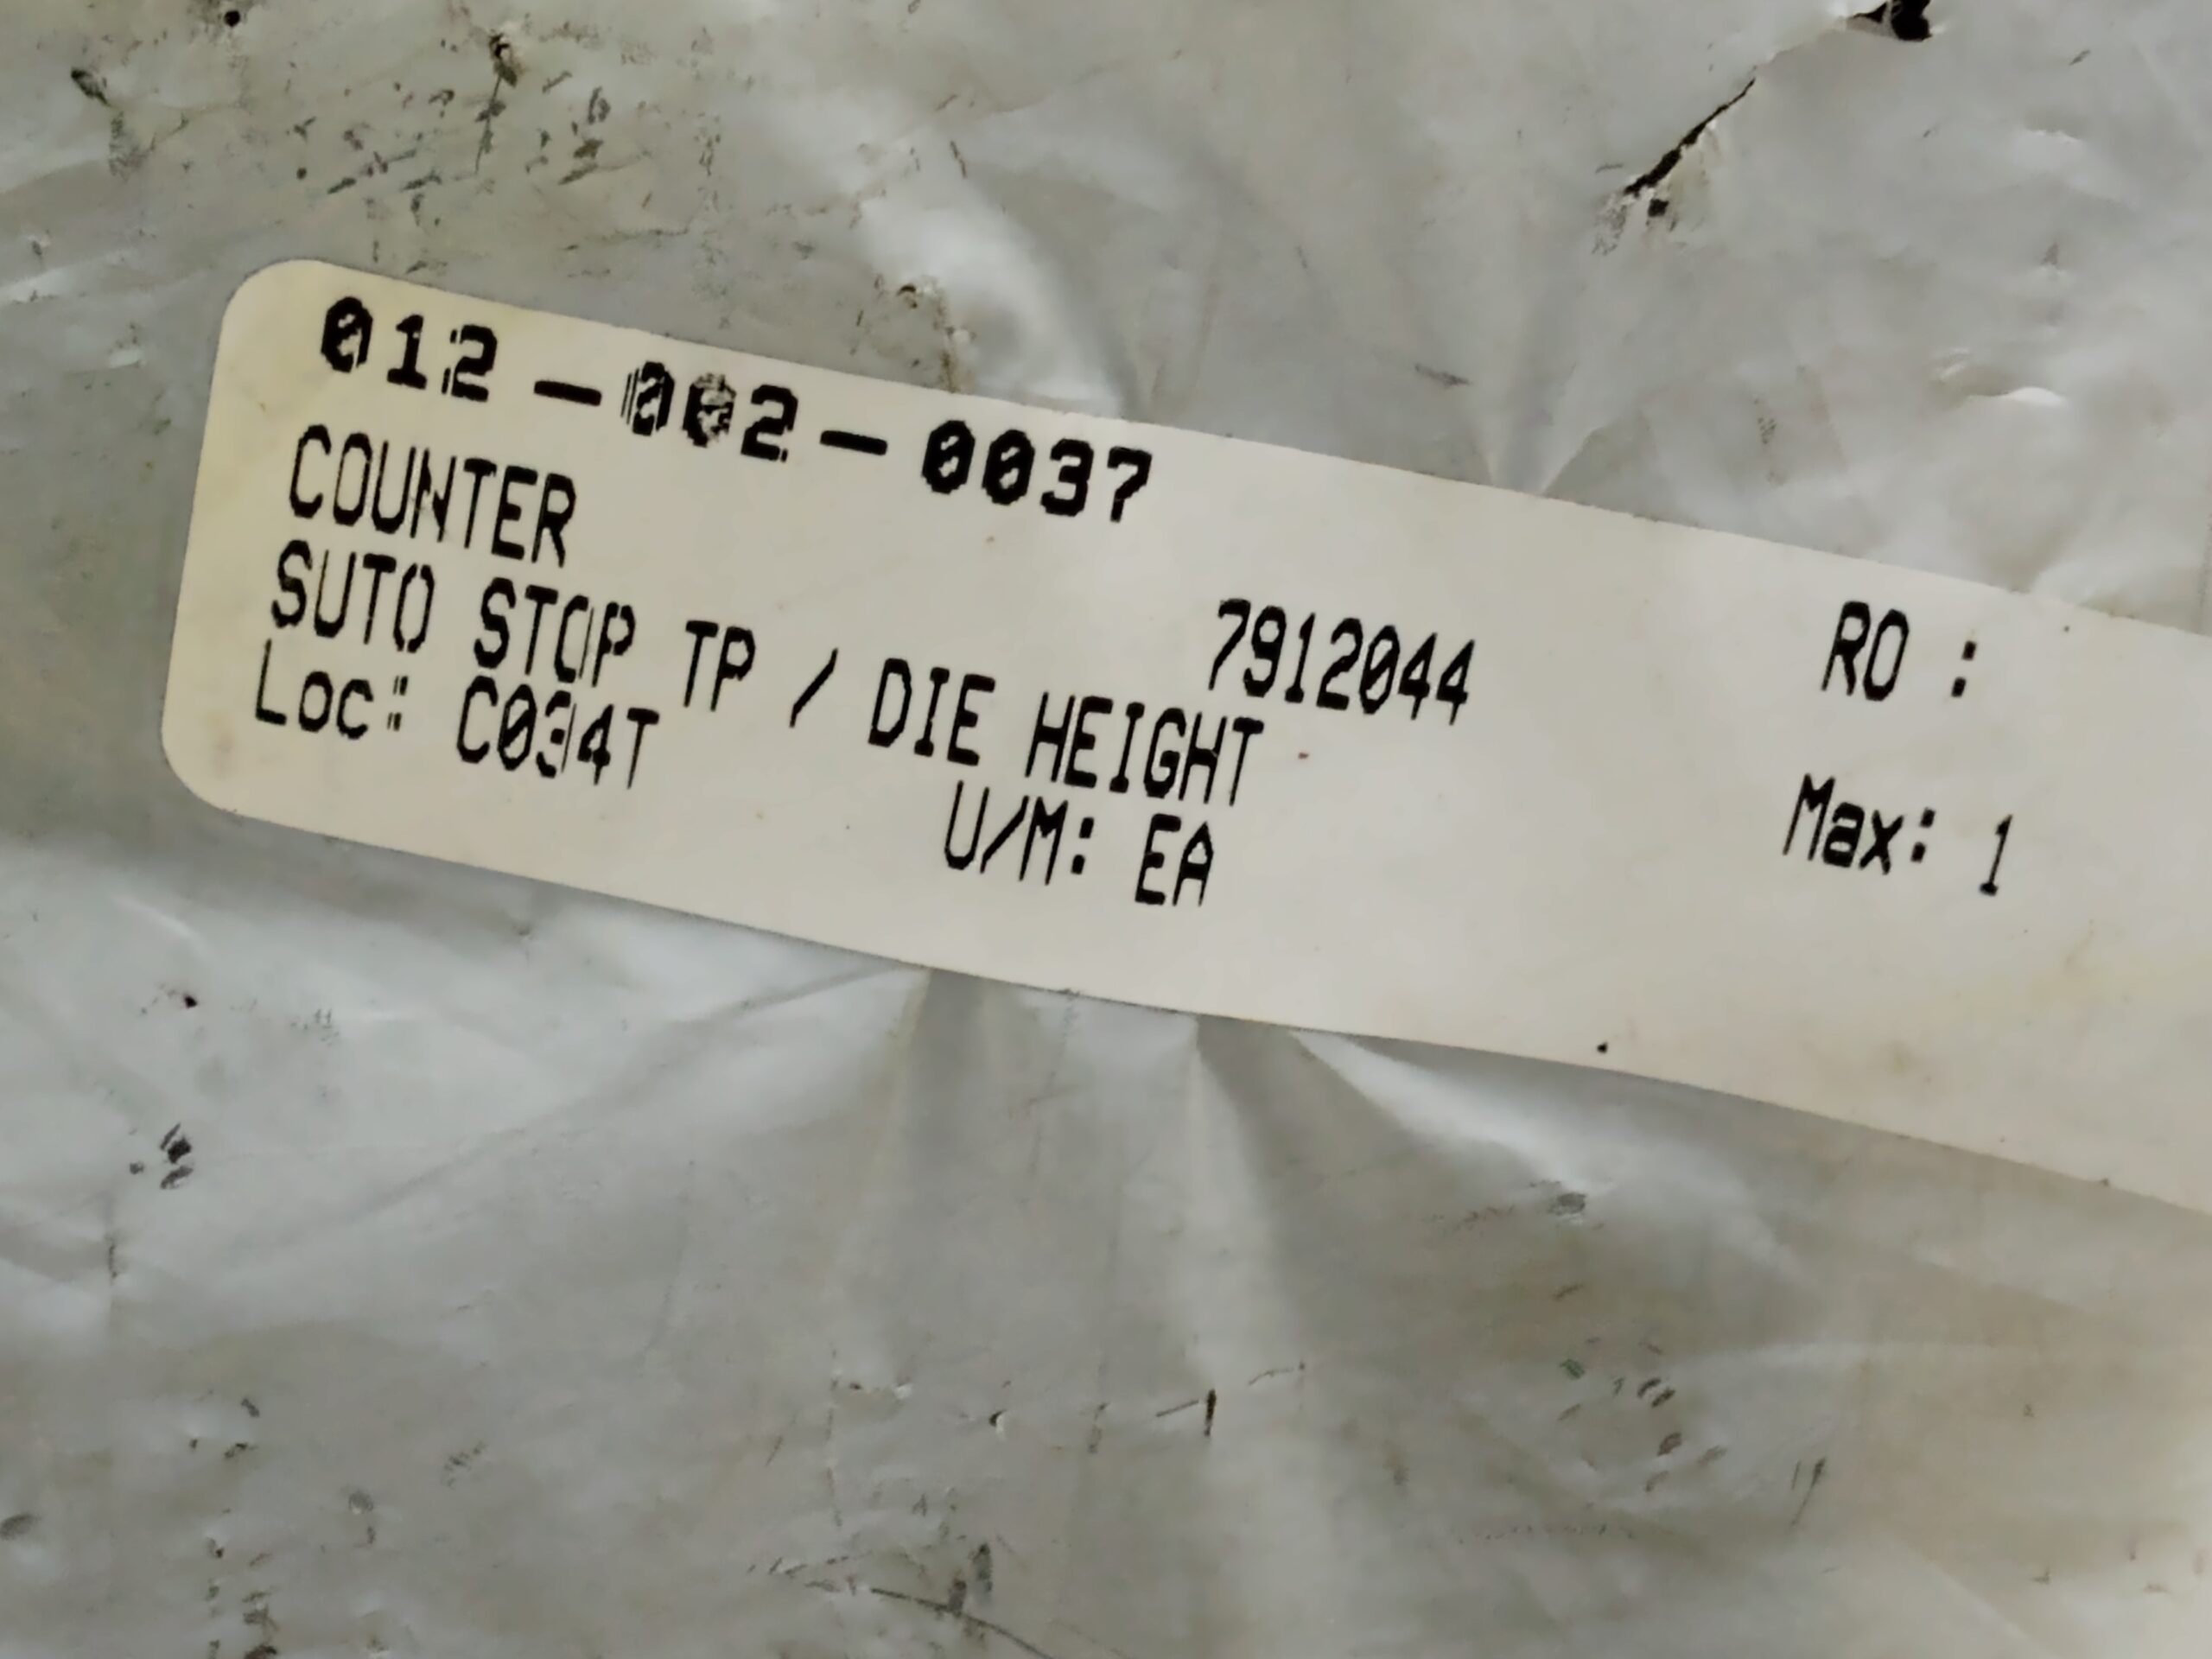 012-002-0037
COUNTER 7912044 RO :
SUTO STOP TP / DIE HEIGHT
Loc: C034T U/M: EA Max: 1